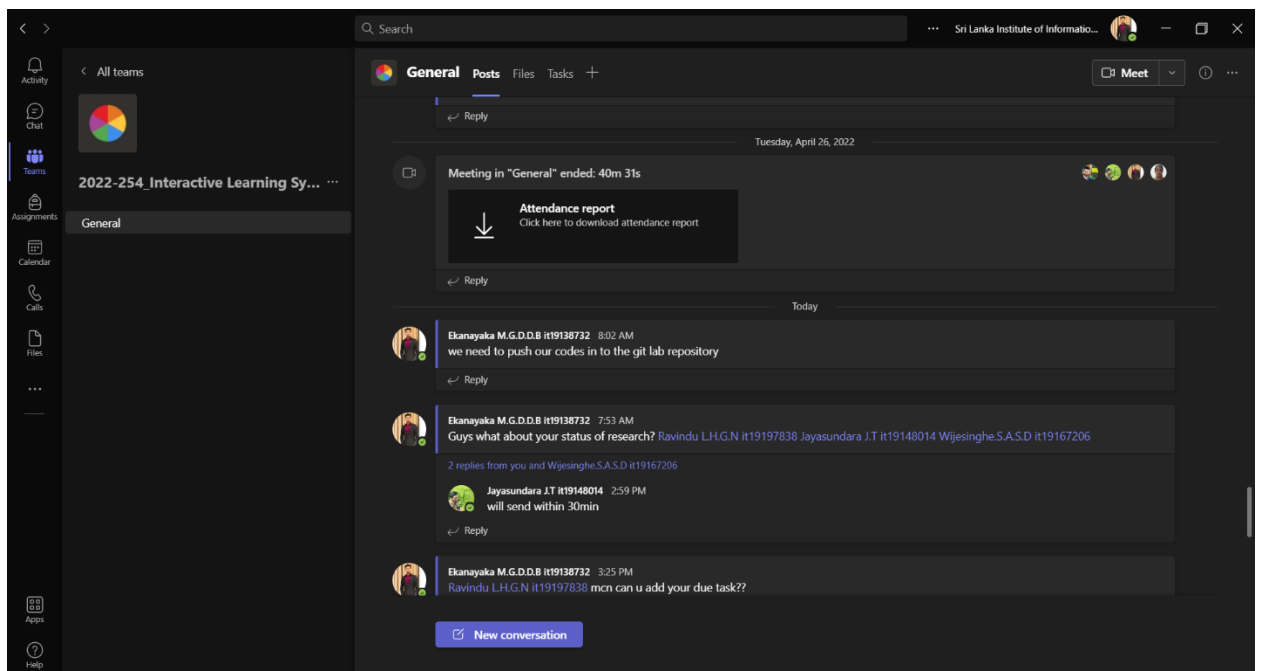 Search
Sri Lanka Institute of Informatio...
Activity
Chat
Teams
Assignments
Calendar
Calls
Files
Apps
Help
All teams
2022-254_Interactive Learning Sy...
General
General Posts Files Tasks
Meet
Reply
Tuesday, April 26, 2022
Meeting in "General" ended: 40m 31s
Attendance report
Click here to download attendance report
Reply
Today
Ekanayaka M.G.D.D.B it19138732 8:02 AM
we need to push our codes in to the git lab repository
Reply
Ekanayaka M.G.D.D.B it19138732 7:53 AM
Guys what about your status of research? Ravindu L.H.G.N it19197838 Jayasundara J.T it19148014 Wijesinghe.S.A.S.D it19167206
2 replies from you and Wijesinghe.S.A.S.D it19167206
Jayasundara J.T it19148014 2:59 PM
will send within 30min
Reply
Ekanayaka M.G.D.D.B it19138732 3:25 PM
Ravindu L.H.G.N it19197838 mcn can u add your due task??
New conversation